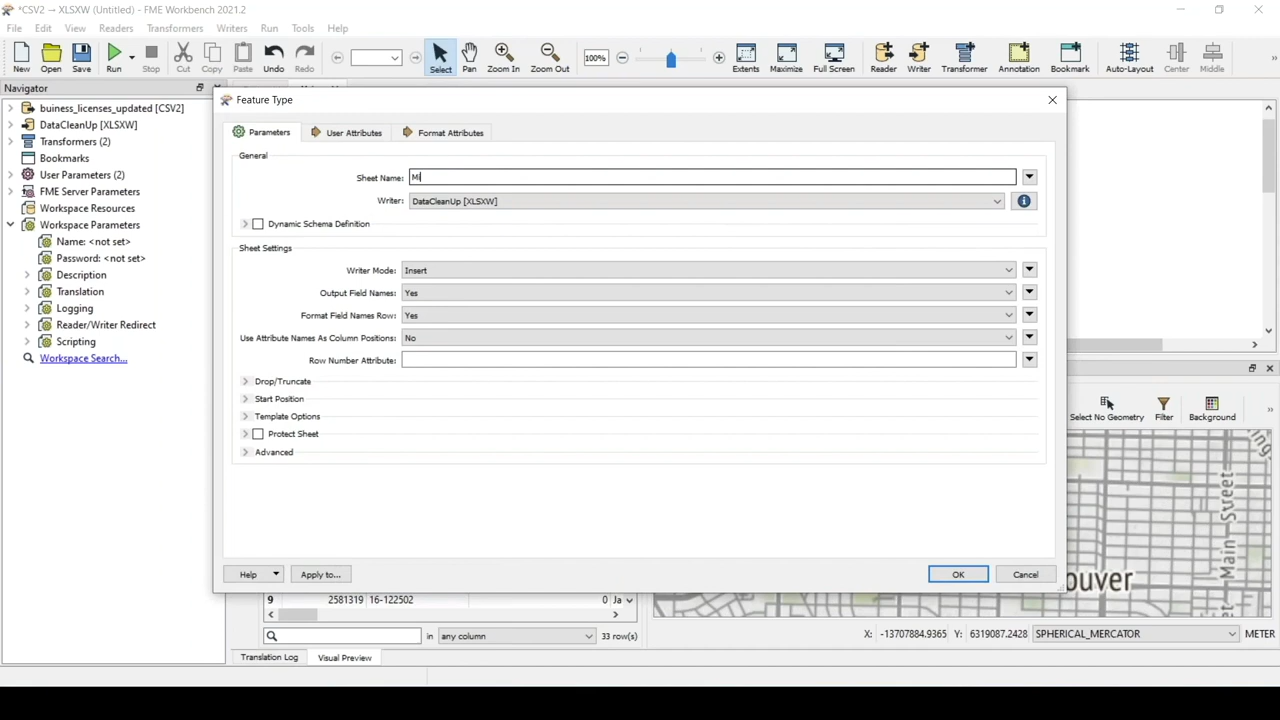 *CSV2 → XLSXW (Untitled) - FME Workbench 2021.2
File Edit View Readers Transformers Writers Run Tools Help
New Open Save Run Stop Cut Copy Paste Undo Redo Select Pan Zoom In Zoom Out 100% Extents Maximize Full Screen Reader Writer Transformer Annotation Bookmark Auto-Layout Center Middle
Navigator
buiness_licenses_updated [CSV2]
DataCleanUp [XLSXW]
Transformers (2)
Bookmarks
User Parameters (2)
FME Server Parameters
Workspace Resources
Workspace Parameters
Name: <not set>
Password: <not set>
Description
Translation
Logging
Reader/Writer Redirect
Scripting
Workspace Search...
Feature Type
Parameters User Attributes Format Attributes
General
Sheet Name: Mi
Writer: DataCleanUp [XLSXW]
Dynamic Schema Definition
Sheet Settings
Writer Mode: Insert
Output Field Names: Yes
Format Field Names Row: Yes
Use Attribute Names As Column Positions: No
Row Number Attribute:
Drop/Truncate
Start Position
Template Options
Protect Sheet
Advanced
Help Apply to... OK Cancel
Select No Geometry Filter Background
Main Street
ouver
9 2581319 16-122502 0 Ja
in any column 33 row(s)
X: -13707884.9365 Y: 6319087.2428 SPHERICAL_MERCATOR METER
Translation Log Visual Preview